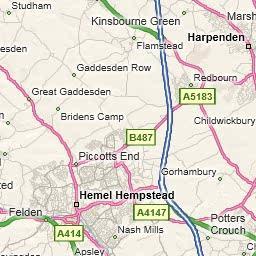 Studham
Kinsbourne Green
Marsh
desden
Flamstead
Harpenden
Gaddesden Row
Redbourn
Great Gaddesden
A5183
Bridens Camp
Childwickbury
B487
Piccotts End
Gorhambury
Hemel Hempstead
A4147
Felden
Potters
Crouch
A414
Nash Mills
Apsley